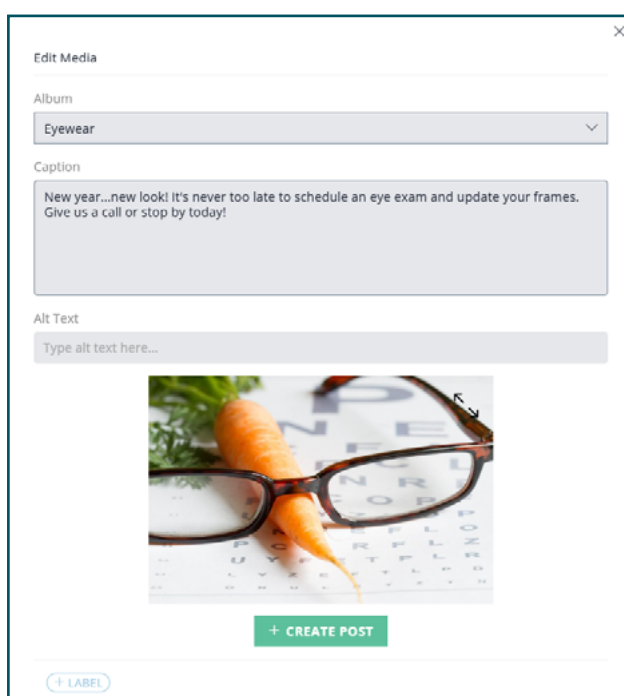 Edit Media
Album
Eyewear
Caption
New year...new look! It's never too late to schedule an eye exam and update your frames.
Give us a call or stop by today!
Alt Text
Type alt text here...
+ CREATE POST
+ LABEL